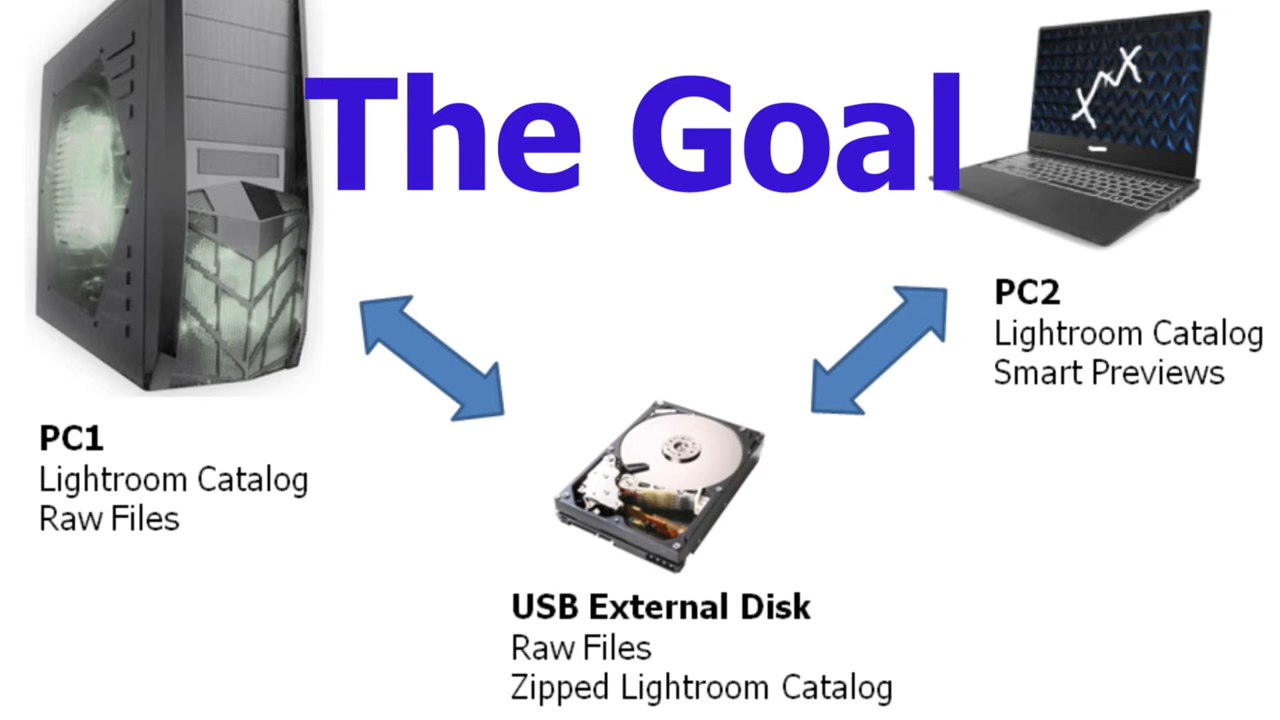 The Goal
PC1
Lightroom Catalog
Raw Files
USB External Disk
Raw Files
Zipped Lightroom Catalog
PC2
Lightroom Catalog
Smart Previews